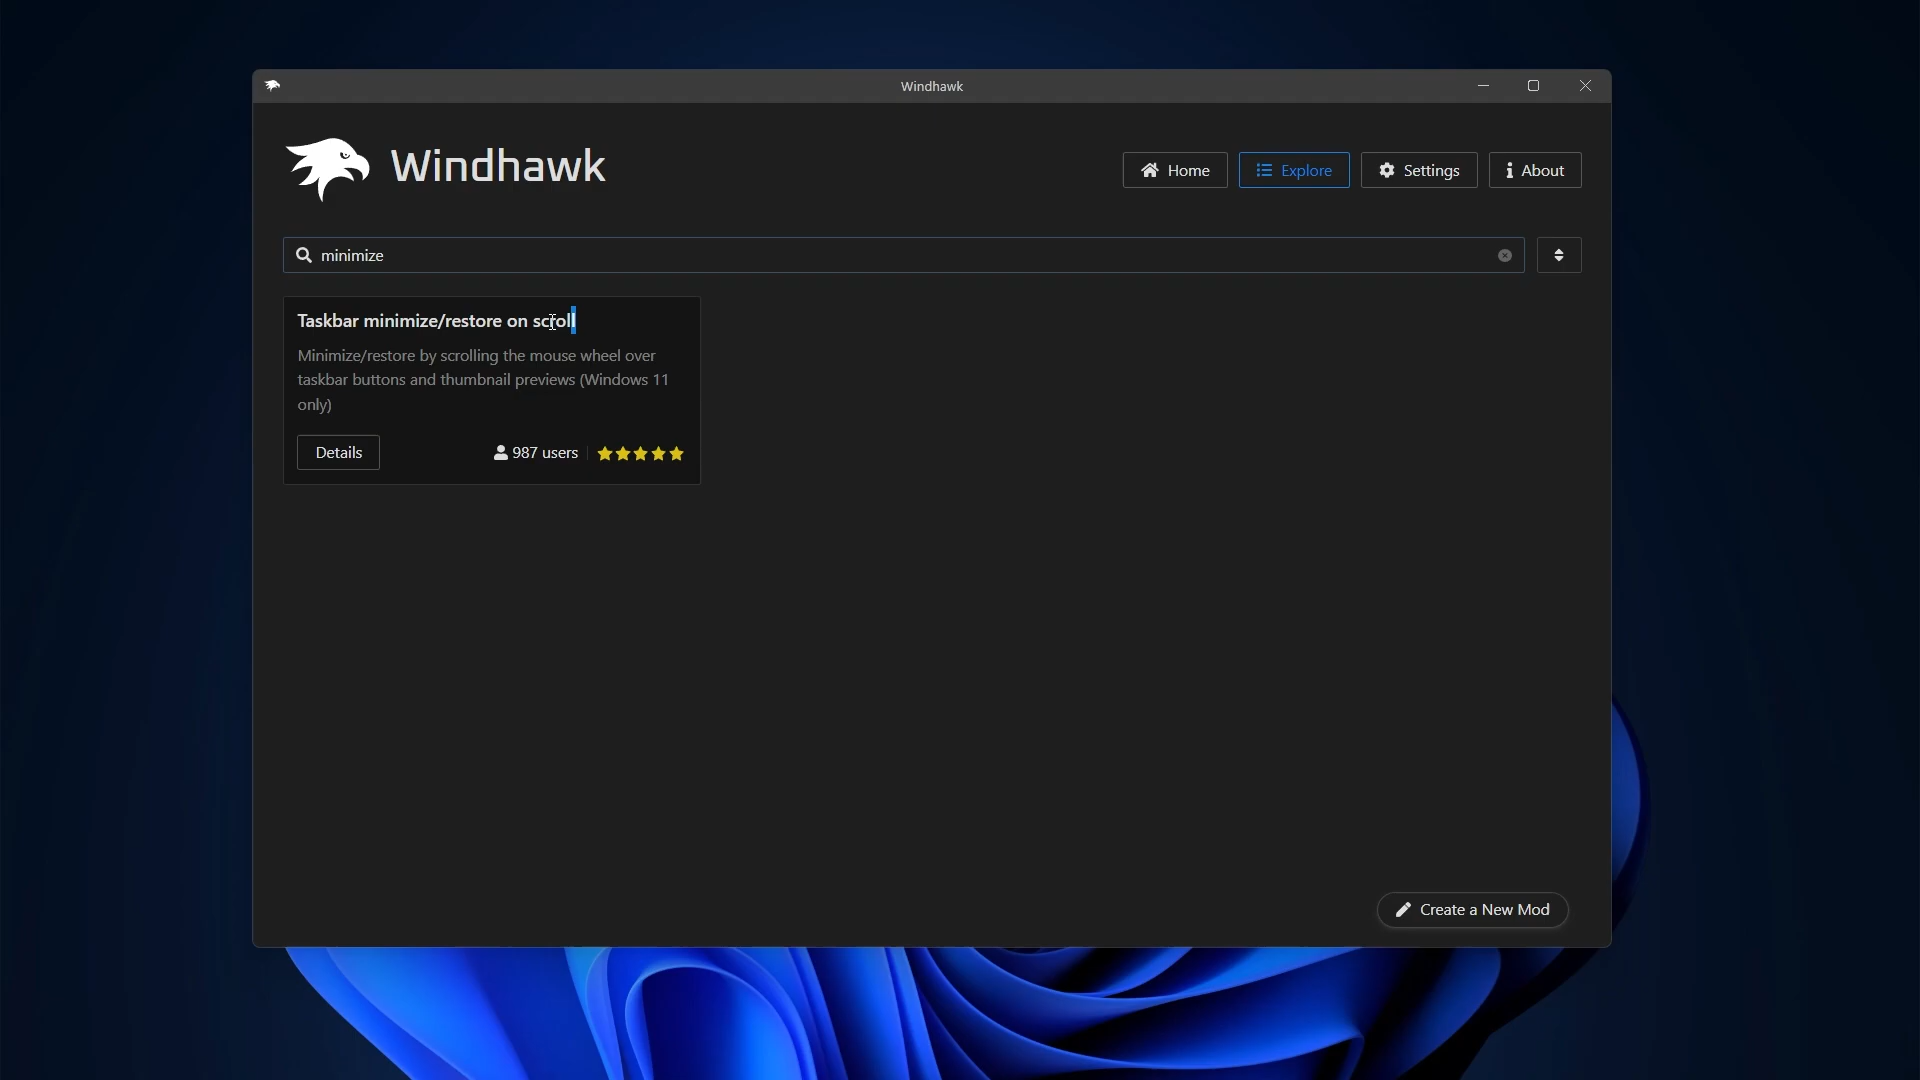 Windhawk
Windhawk
Home
Explore
Settings
About
minimize
Taskbar minimize/restore on scroll
Minimize/restore by scrolling the mouse wheel over
taskbar buttons and thumbnail previews (Windows 11
only)
Details
987 users
Create a New Mod